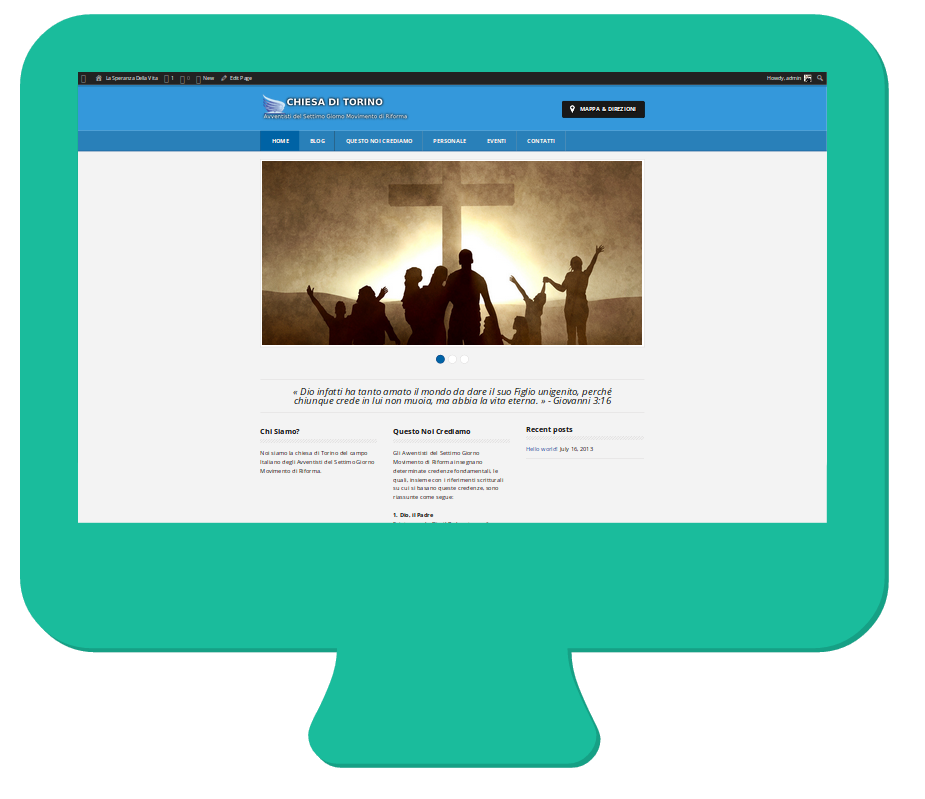 La Speranza Della Vita 1 0 New Edit Page Howdy, admin
CHIESA DI TORINO
Avventisti del Settimo Giorno Movimento di Riforma
MAPPA & DIREZIONI
HOME BLOG QUESTO NOI CREDIAMO PERSONALE EVENTI CONTATTI
« Dio infatti ha tanto amato il mondo da dare il suo Figlio unigenito, perché
chiunque crede in lui non muoia, ma abbia la vita eterna. » - Giovanni 3:16
Chi Siamo?
Noi siamo la chiesa di Torino del campo
Italiano degli Avventisti del Settimo Giorno
Movimento di Riforma.
Questo Noi Crediamo
Gli Avventisti del Settimo Giorno
Movimento di Riforma insegnano
determinate credenze fondamentali, le
quali, insieme con i riferimenti scritturali
su cui si basano queste credenze, sono
riassunte come segue:
1. Dio, il Padre
Recent posts
Hello world! July 16, 2013